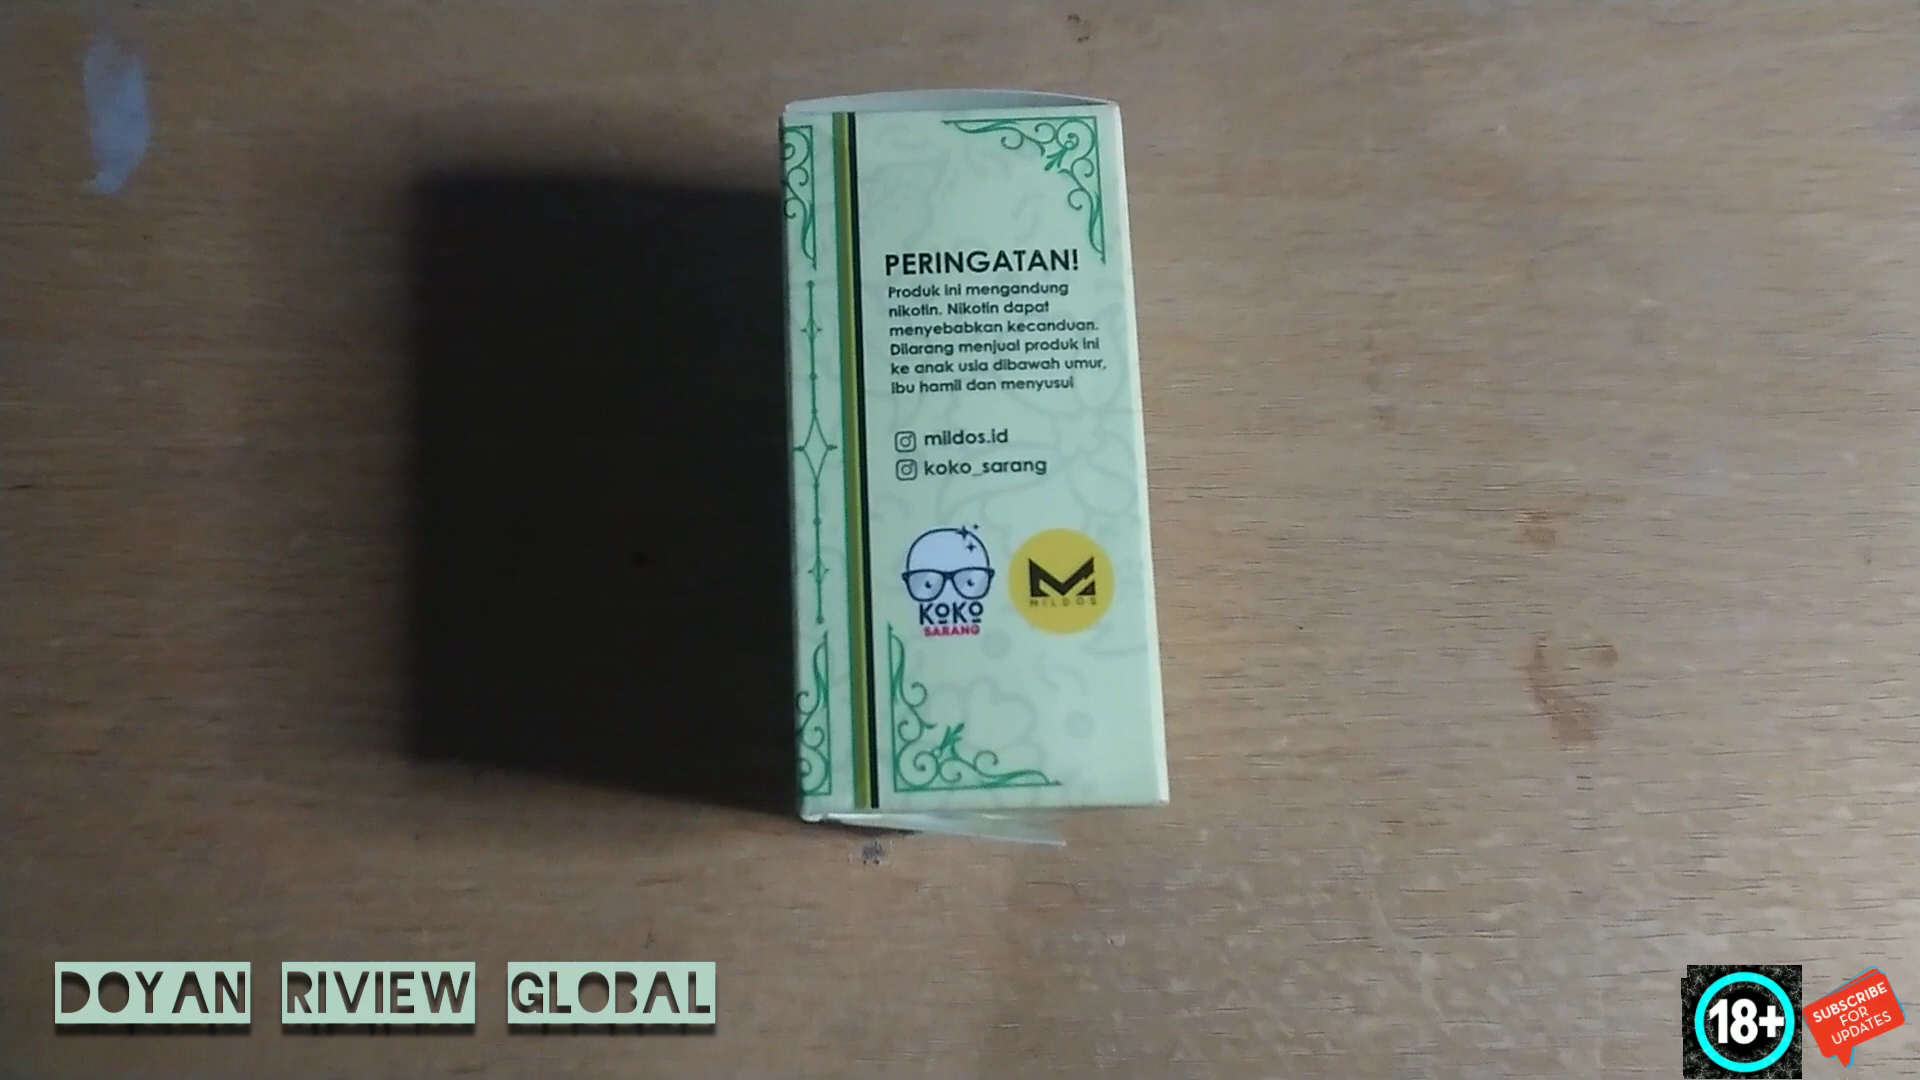 PERINGATAN!
Produk ini mengandung
nikotin. Nikotin dapat
menyebabkan kecanduan.
Dilarang menjual produk ini
ke anak usia dibawah umur,
ibu hamil dan menyusui
mildos.id
koko_sarang
KOKO
SARANG
MILDOS
DOYAN RIVIEW GLOBAL
18+
SUBSCRIBE
FOR
UPDATES